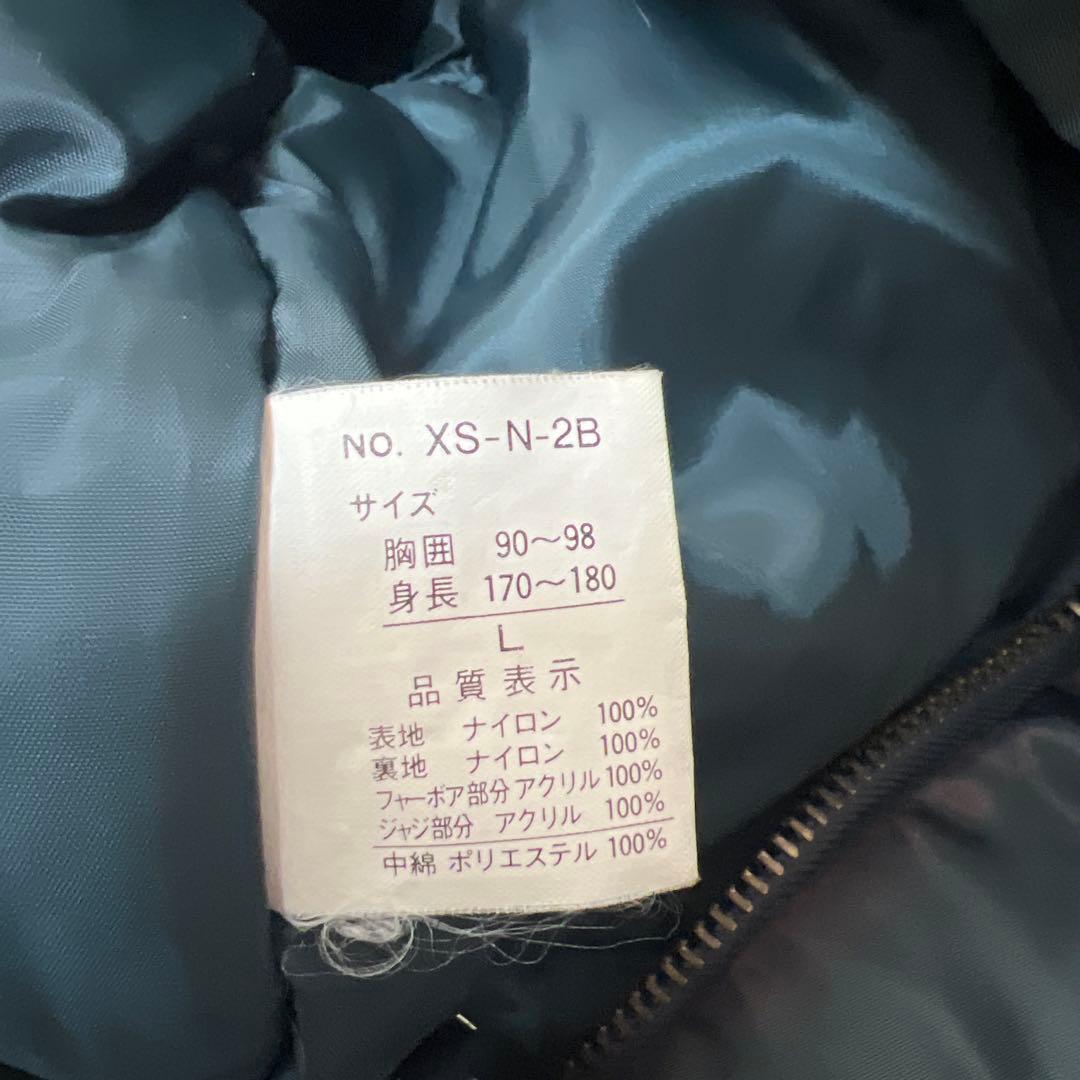 NO. XS-N-2B
サイズ
胸囲 90～98
身長 170～180
L
品質表示
表地 ナイロン 100%
裏地 ナイロン 100%
ファーボア部分 アクリル 100%
ジャジ部分 アクリル 100%
中綿 ポリエステル 100%